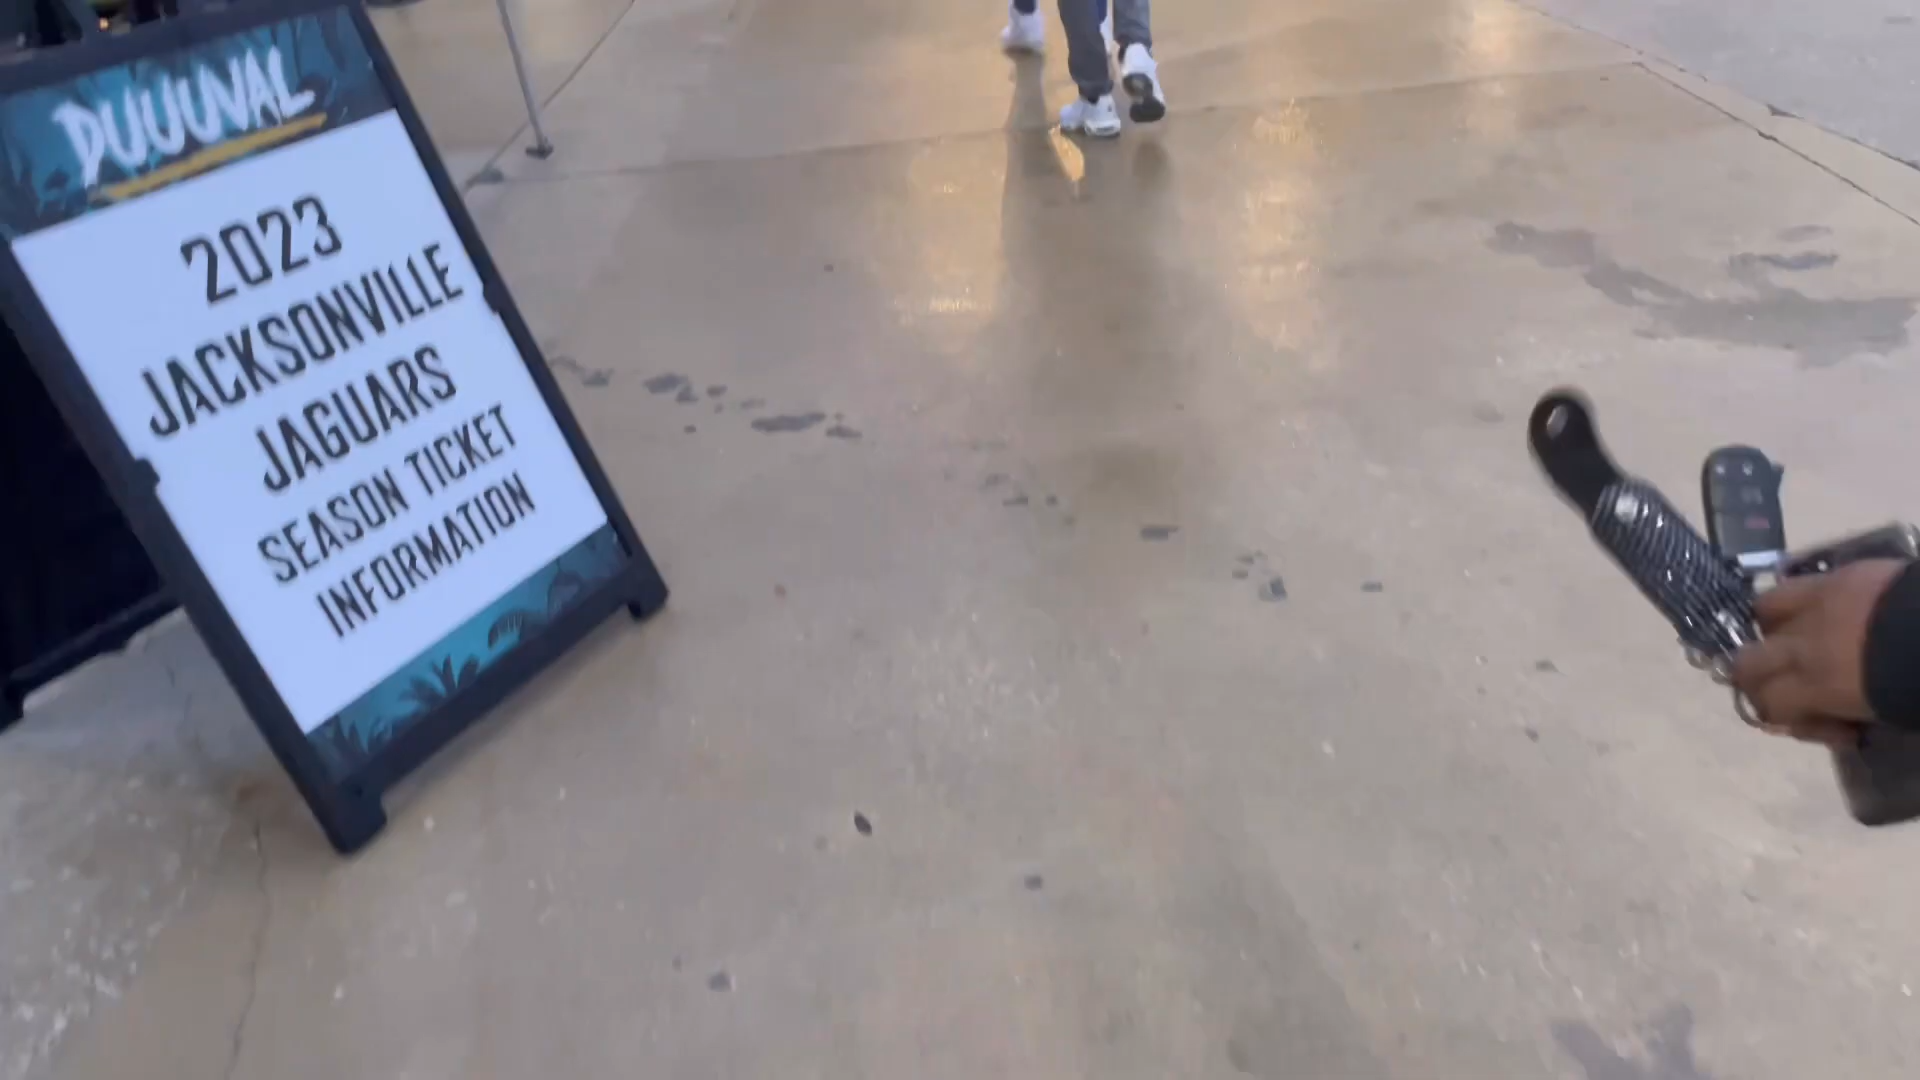 DUUUVAL
2023
JACKSONVILLE
JAGUARS
SEASON TICKET
INFORMATION